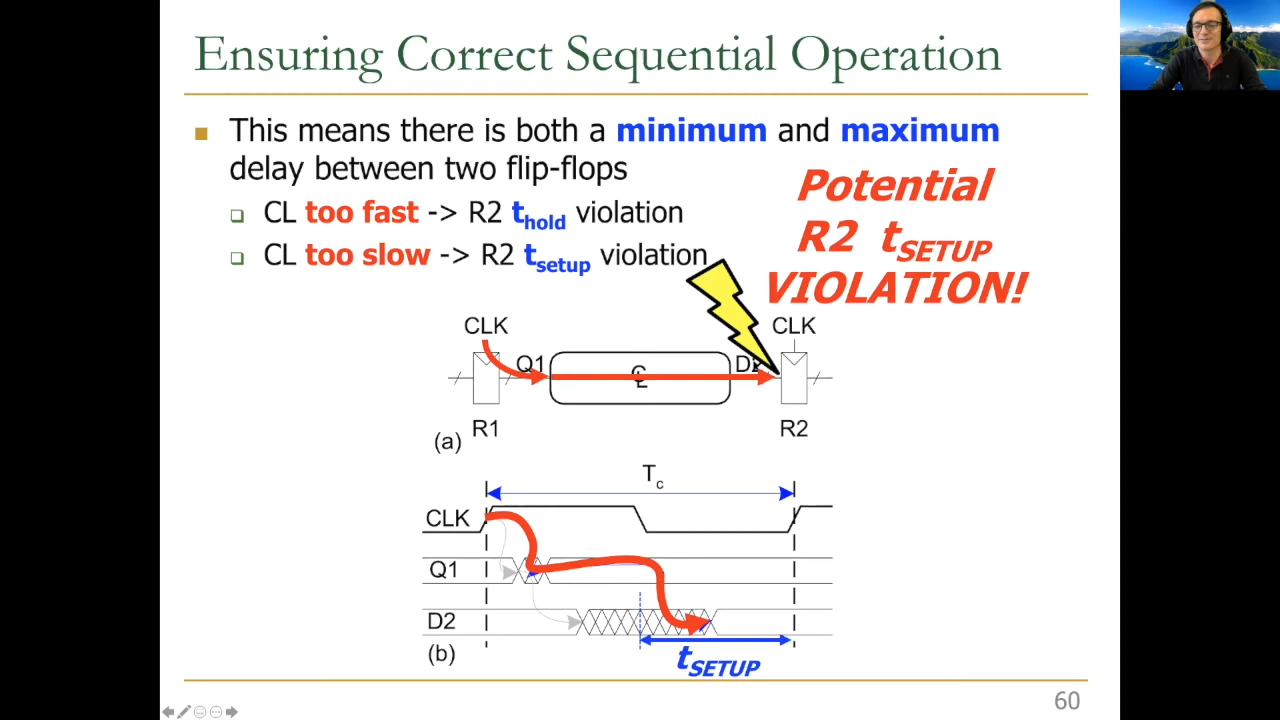 Ensuring Correct Sequential Operation
This means there is both a minimum and maximum
delay between two flip-flops
CL too fast -> R2 thold violation
CL too slow -> R2 tsetup violation
Potential
R2 tSETUP
VIOLATION!
CLK
CLK
Q1
CL
D2
R1
R2
(a)
Tc
CLK
Q1
D2
(b)
tSETUP
60